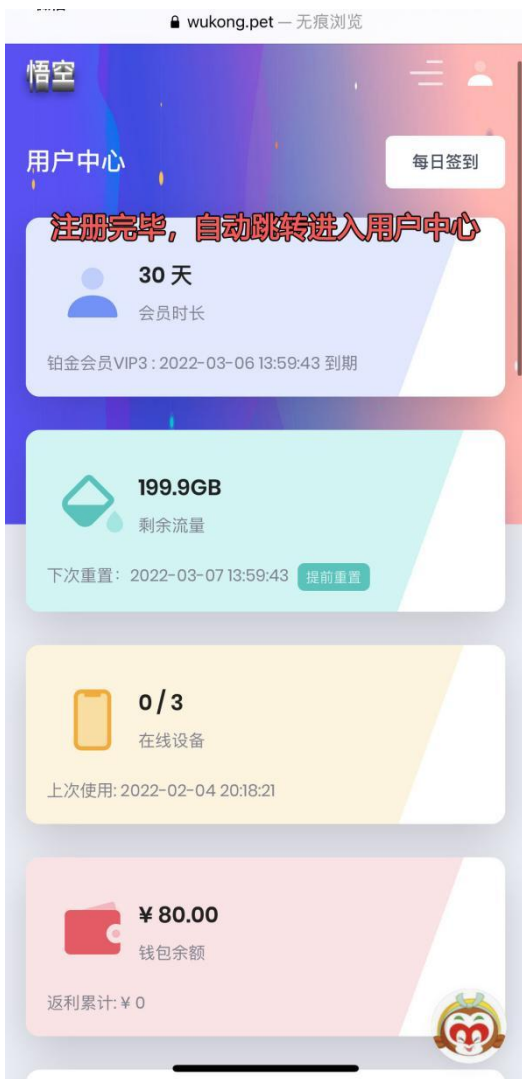 wukong.pet — 无痕浏览
悟空
用户中心
每日签到
注册完毕，自动跳转进入用户中心
30 天
会员时长
铂金会员VIP3 : 2022-03-06 13:59:43 到期
199.9GB
剩余流量
下次重置：2022-03-07 13:59:43 提前重置
0 / 3
在线设备
上次使用: 2022-02-04 20:18:21
¥ 80.00
钱包余额
返利累计: ¥ 0